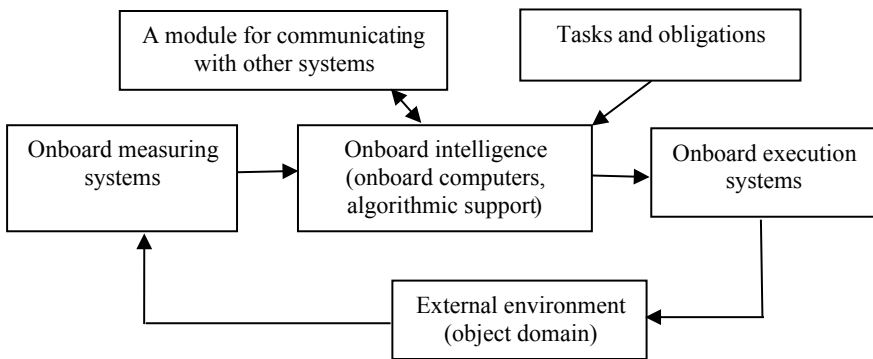 A module for communicating
with other systems
Tasks and obligations
Onboard measuring
systems
Onboard intelligence
(onboard computers,
algorithmic support)
Onboard execution
systems
External environment
(object domain)